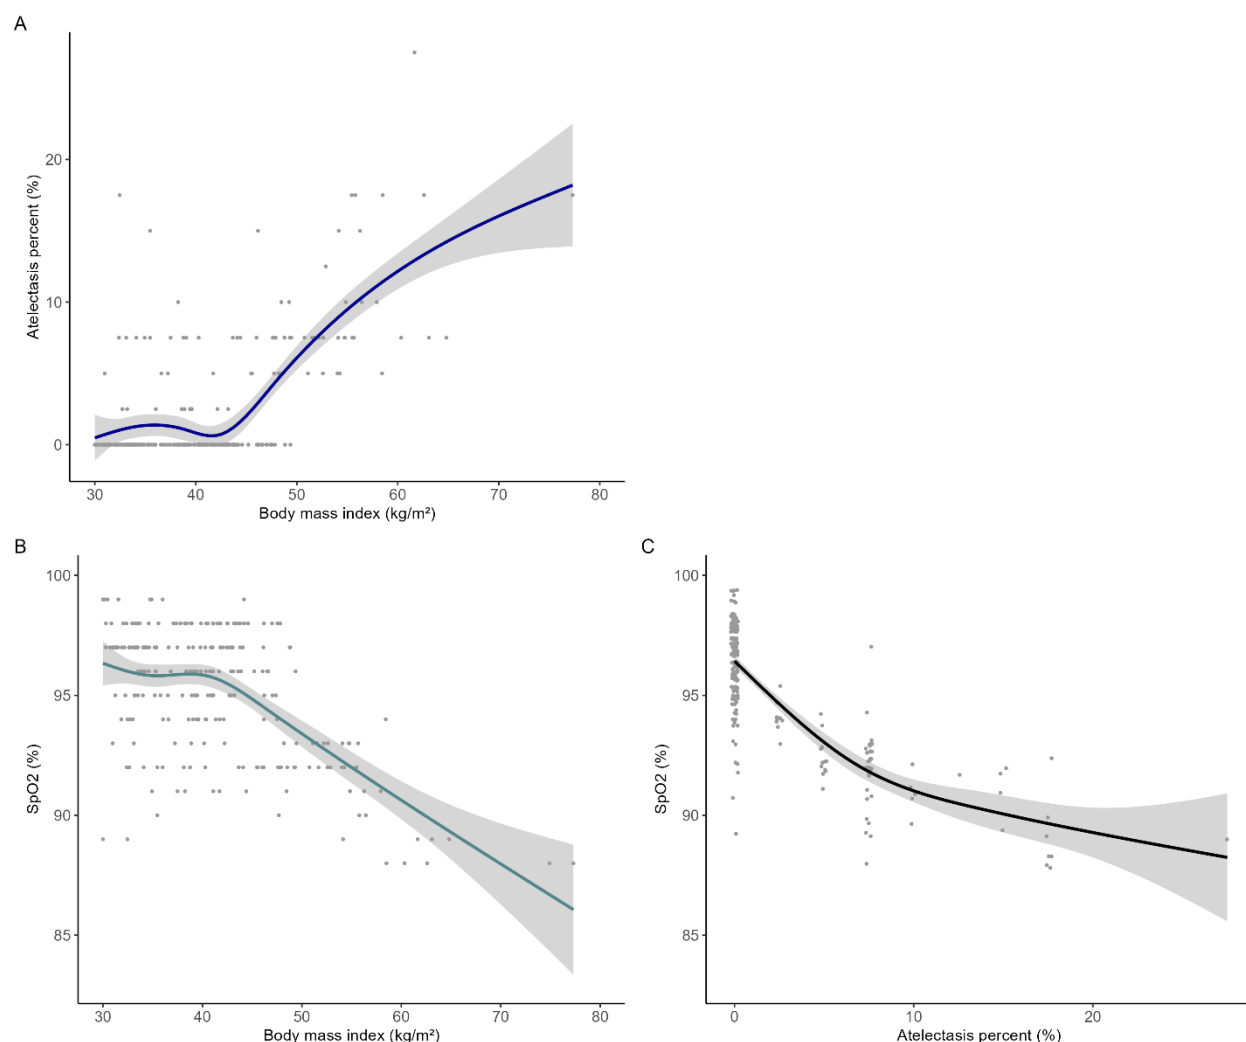 A
Atelectasis percent (%)
20
10
0
30 40 50 60 70 80
Body mass index (kg/m²)
B
SpO2 (%)
100
95
90
85
30 40 50 60 70 80
Body mass index (kg/m²)
C
SpO2 (%)
100
95
90
85
0 10 20
Atelectasis percent (%)